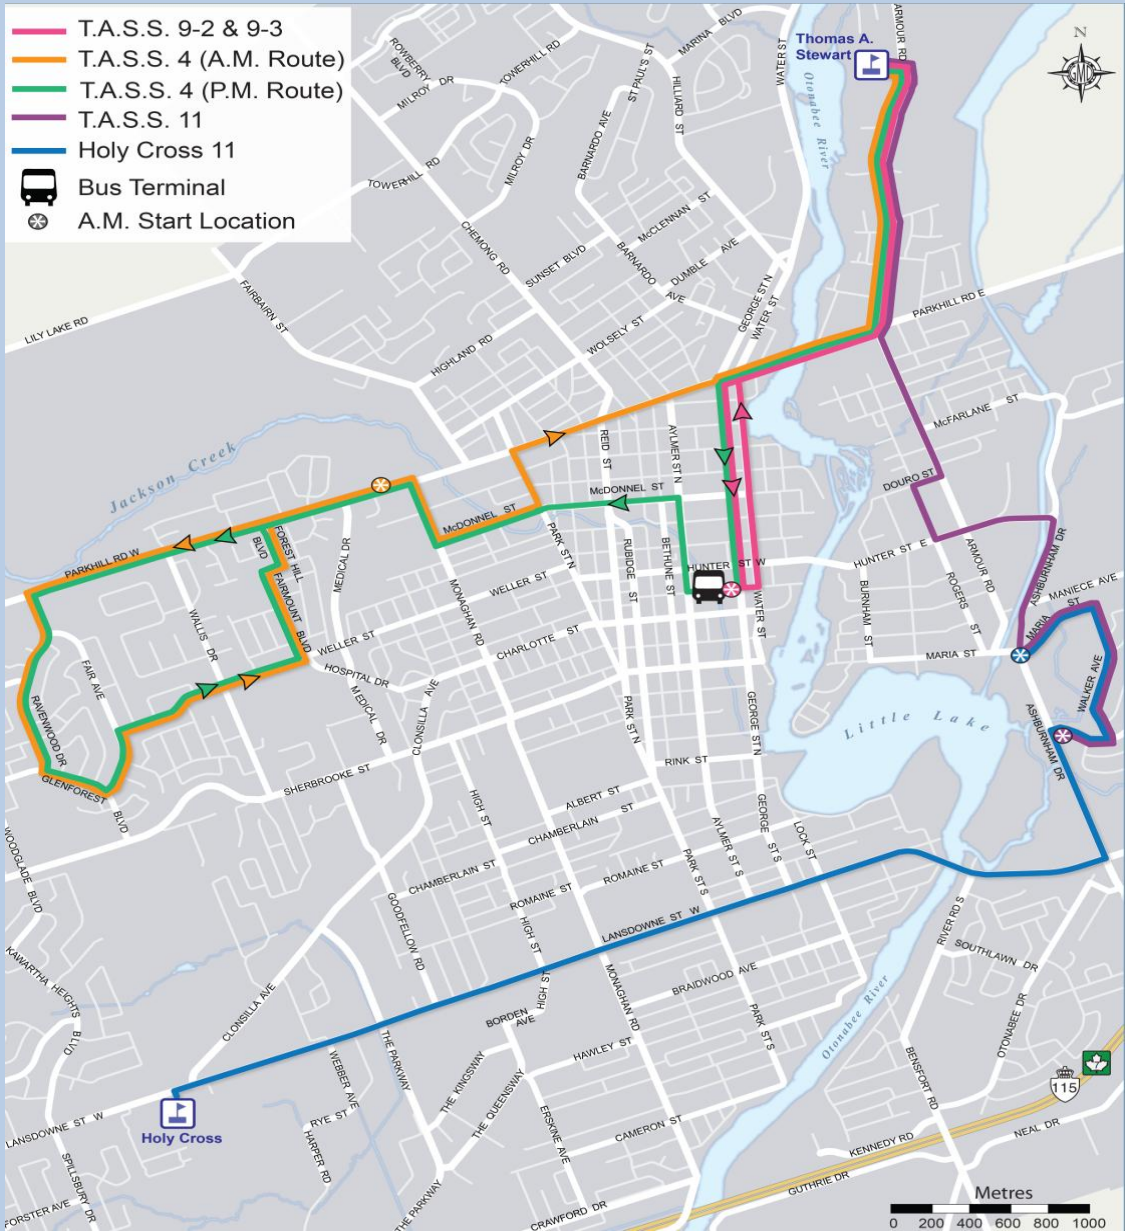 T.A.S.S. 9-2 & 9-3
T.A.S.S. 4 (A.M. Route)
T.A.S.S. 4 (P.M. Route)
T.A.S.S. 11
Holy Cross 11
Bus Terminal
A.M. Start Location
Thomas A.
Stewart
N
GMC
ARMOUR RD
MARINA BLVD
WATER ST
Otonabee River
ROWBERRY
BLVD
MILROY DR
TOWERHILL RD
ST PAUL'S ST
HILLIARD ST
BARNARDO AVE
MILROY DR
TOWERHILL RD
CHEMONG RD
McCLENNAN ST
SUNSET BLVD
BARNARDO
AVE
DUMBLE AVE
GEORGE ST N
WATER ST
PARKHILL RD E
FAIRBAIRN ST
LILY LAKE RD
HIGHLAND RD
WOLSELY ST
McFARLANE ST
Jackson Creek
REID ST
AYLMER ST N
DOURO ST
McDONNEL ST
McDONNEL ST
PARKHILL RD W
FOREST HILL
BLVD
MEDICAL DR
PARK ST N
RUBIDGE ST
BETHUNE ST
HUNTER ST W
HUNTER ST E
ARMOUR RD
ASHBURNHAM DR
MANIECE AVE
FAIRMOUNT BLVD
WELLER ST
MONAGHAN RD
WATER ST
BURNHAM ST
ROGERS ST
MARIA ST
WALLIS DR
WELLER ST
CHARLOTTE ST
MARIA ST
FAIR AVE
HOSPITAL DR
MEDICAL DR
CLONSILLA AVE
WALKER AVE
RAVENWOOD DR
PARK ST N
GEORGE ST N
Little Lake
ASHBURNHAM DR
GLENFOREST
BLVD
SHERBROOKE ST
RINK ST
WOODGLADE BLVD
HIGH ST
ALBERT ST
CHAMBERLAIN ST
AYLMER ST S
GEORGE ST S
LOCK ST
CHAMBERLAIN ST
ROMAINE ST
ROMAINE ST
PARK ST S
GOODFELLOW RD
HIGH ST
LANSDOWNE ST W
RIVER RD S
SOUTHLAWN DR
KAWARTHA HEIGHTS BLVD
CLONSILLA AVE
HIGH ST
MONAGHAN RD
BRAIDWOOD AVE
BORDEN
AVE
PARK ST S
Otonabee River
OTONABEE DR
THE PARKWAY
HAWLEY ST
BENSFORT RD
WEBBER AVE
THE KINGSWAY
THE QUEENSWAY
7
115
LANSDOWNE ST W
Holy Cross
RYE ST
HARPER RD
ERSKINE AVE
CAMERON ST
KENNEDY RD
NEAL DR
SPILLSBURY DR
THE PARKWAY
GUTHRIE DR
FORSTER AVE
CRAWFORD DR
Metres
0 200 400 600 800 1000